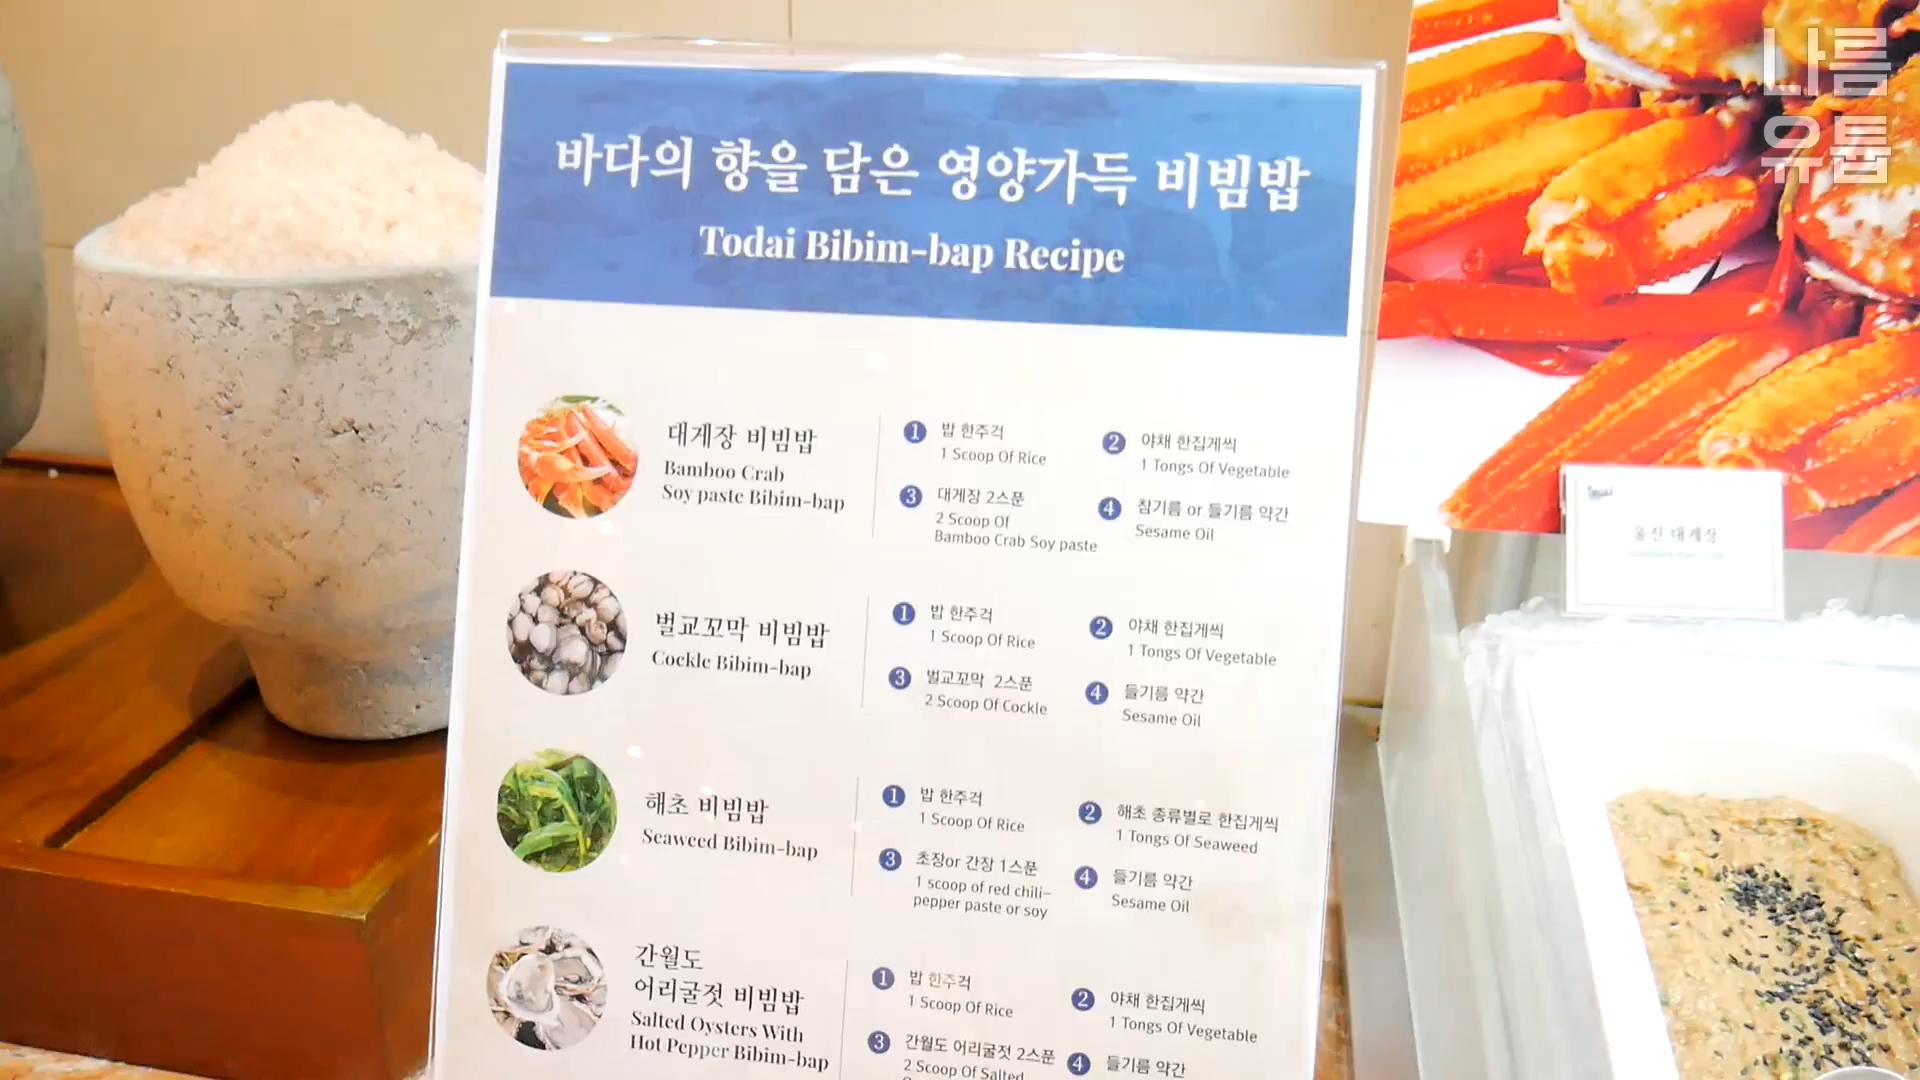 나름
유튭
바다의 향을 담은 영양가득 비빔밥
Todai Bibim-bap Recipe
대게장 비빔밥
Bamboo Crab
Soy paste Bibim-bap
1 밥 한주걱
1 Scoop Of Rice
2 야채 한집게씩
1 Tongs Of Vegetable
3 대게장 2스푼
2 Scoop Of
Bamboo Crab Soy paste
4 참기름 or 들기름 약간
Sesame Oil
벌교꼬막 비빔밥
Cockle Bibim-bap
1 밥 한주걱
1 Scoop Of Rice
2 야채 한집게씩
1 Tongs Of Vegetable
3 벌교꼬막 2스푼
2 Scoop Of Cockle
4 들기름 약간
Sesame Oil
해초 비빔밥
Seaweed Bibim-bap
1 밥 한주걱
1 Scoop Of Rice
2 해초 종류별로 한집게씩
1 Tongs Of Seaweed
3 초장or 간장 1스푼
1 scoop of red chili-
pepper paste or soy
4 들기름 약간
Sesame Oil
간월도
어리굴젓 비빔밥
Salted Oysters With
Hot Pepper Bibim-bap
1 밥 한주걱
1 Scoop Of Rice
2 야채 한집게씩
1 Tongs Of Vegetable
3 간월도 어리굴젓 2스푼
2 Scoop Of Salted
4 들기름 약간
울진 대게장